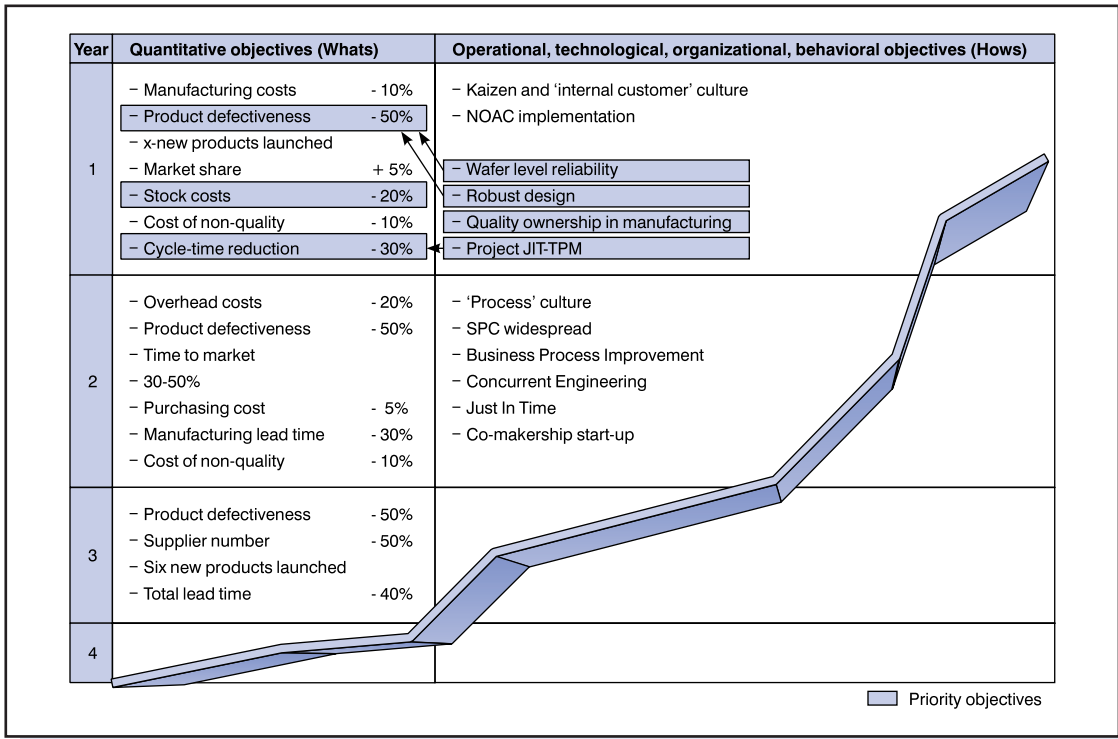 Year Quantitative objectives (Whats) Operational, technological, organizational, behavioral objectives (Hows)
1
– Manufacturing costs - 10%
– Product defectiveness - 50%
– x-new products launched
– Market share + 5%
– Stock costs - 20%
– Cost of non-quality - 10%
– Cycle-time reduction - 30%
– Kaizen and ‘internal customer’ culture
– NOAC implementation
– Wafer level reliability
– Robust design
– Quality ownership in manufacturing
– Project JIT-TPM
2
– Overhead costs - 20%
– Product defectiveness - 50%
– Time to market
– 30-50%
– Purchasing cost - 5%
– Manufacturing lead time - 30%
– Cost of non-quality - 10%
– ‘Process’ culture
– SPC widespread
– Business Process Improvement
– Concurrent Engineering
– Just In Time
– Co-makership start-up
3
– Product defectiveness - 50%
– Supplier number - 50%
– Six new products launched
– Total lead time - 40%
4
Priority objectives